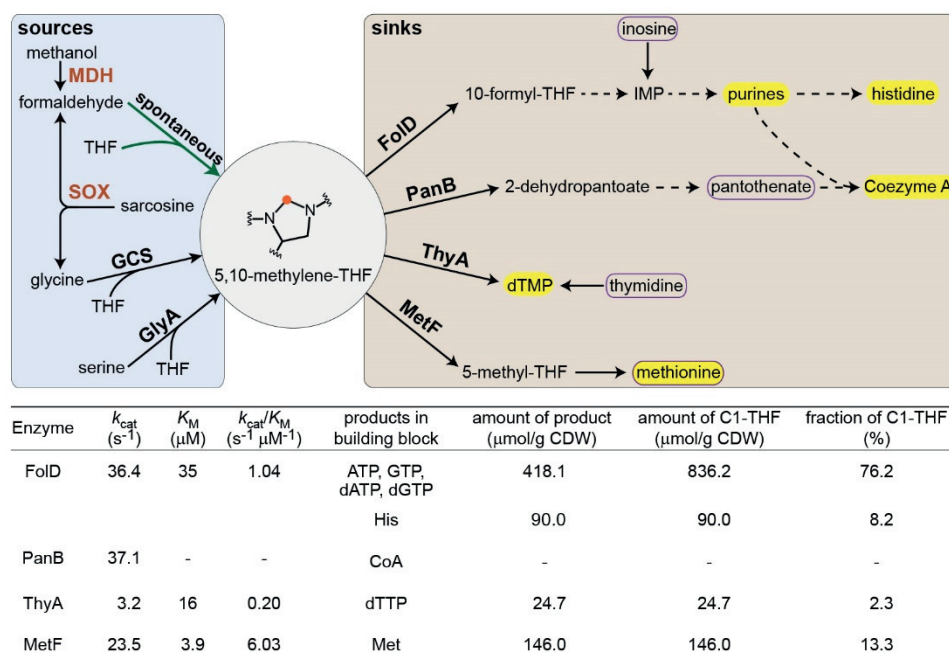 sources
sinks
methanol
MDH
formaldehyde
spontaneous
THF
SOX
sarcosine
glycine
GCS
THF
GlyA
serine
THF
N
N
5,10-methylene-THF
FolD
PanB
ThyA
MetF
inosine
10-formyl-THF
IMP
purines
histidine
2-dehydropantoate
pantothenate
Coezyme A
dTMP
thymidine
5-methyl-THF
methionine
Enzyme kcat (s-1) KM (μM) kcat/KM (s-1 μM-1) products in building block amount of product (μmol/g CDW) amount of C1-THF (μmol/g CDW) fraction of C1-THF (%)
FolD 36.4 35 1.04 ATP, GTP, dATP, dGTP 418.1 836.2 76.2
His 90.0 90.0 8.2
PanB 37.1 - - CoA - - -
ThyA 3.2 16 0.20 dTTP 24.7 24.7 2.3
MetF 23.5 3.9 6.03 Met 146.0 146.0 13.3